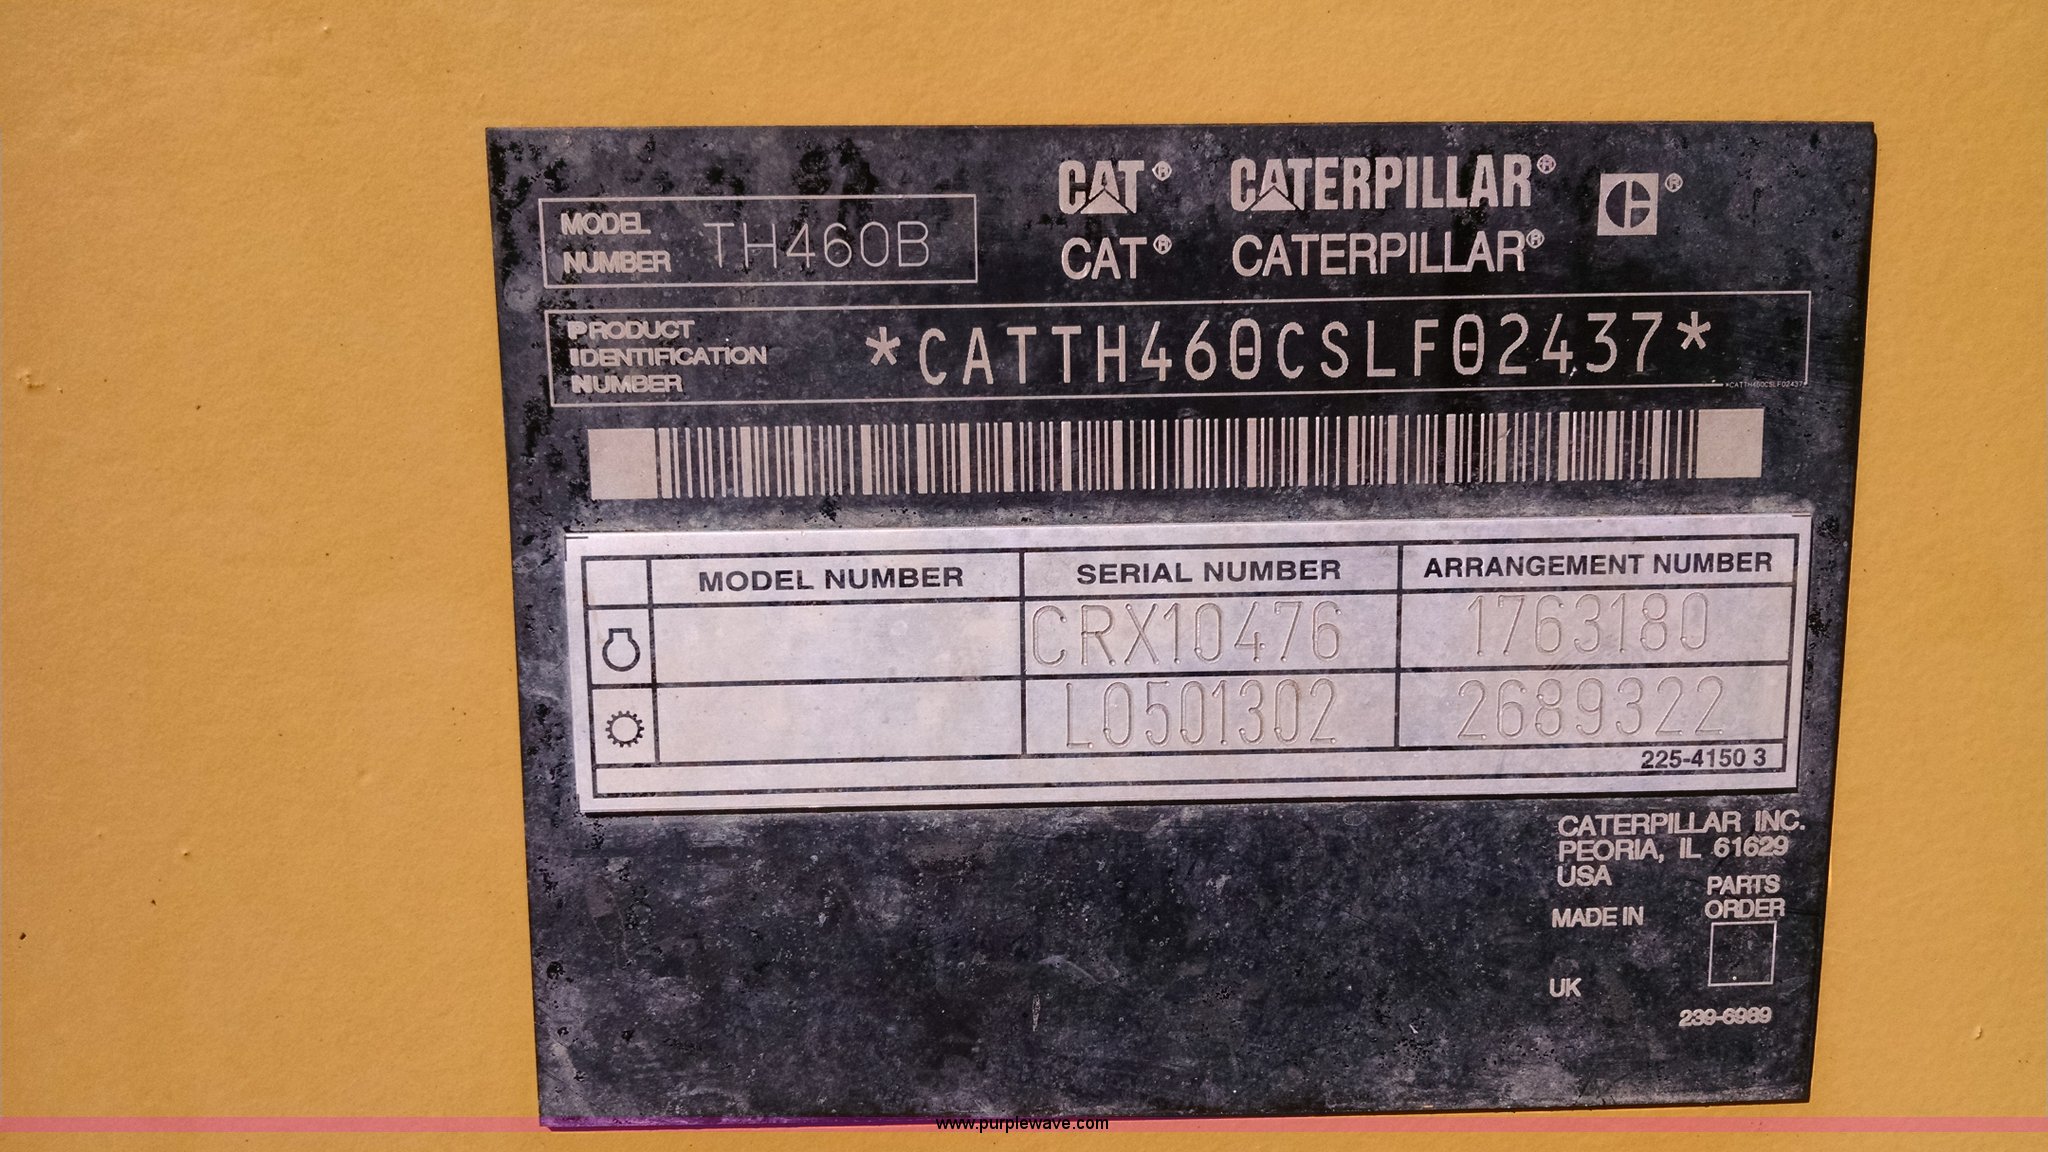 CAT® CATERPILLAR® C®
CAT® CATERPILLAR®
MODEL
NUMBER
TH460B
PRODUCT
IDENTIFICATION
NUMBER
*CATTH460CSLF02437*
*CATTH460CSLF02437*
MODEL NUMBER SERIAL NUMBER ARRANGEMENT NUMBER
CRX10476 1763180
L0501302 2689322
225-4150 3
CATERPILLAR INC.
PEORIA, IL 61629
USA
PARTS
ORDER
MADE IN
UK
239-6989
www.purplewave.com